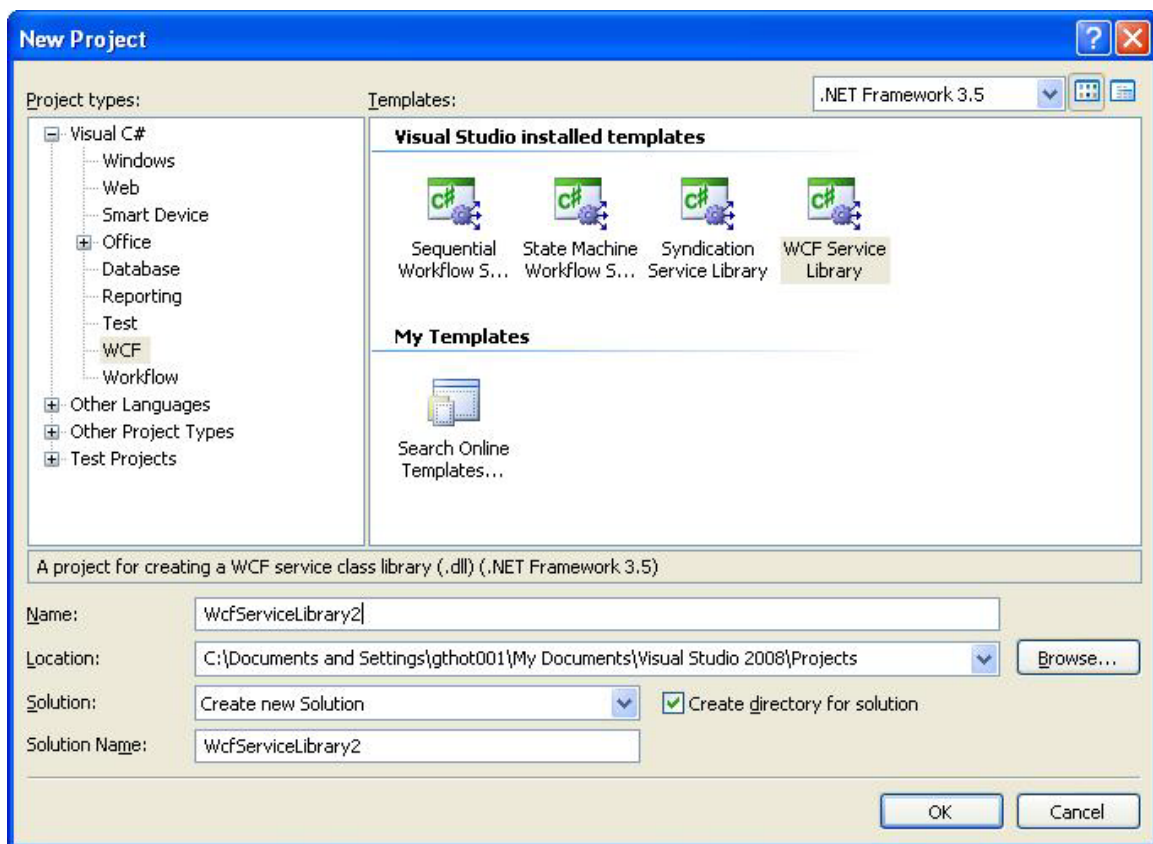 New Project
Project types:
Templates:
.NET Framework 3.5
Visual C#
Windows
Web
Smart Device
Office
Database
Reporting
Test
WCF
Workflow
Other Languages
Other Project Types
Test Projects
Visual Studio installed templates
C#
C#
C#
C#
Sequential
Workflow S...
State Machine
Workflow S...
Syndication
Service Library
WCF Service
Library
My Templates
Search Online
Templates...
A project for creating a WCF service class library (.dll) (.NET Framework 3.5)
Name:
WcfServiceLibrary2
Location:
C:\Documents and Settings\gthot001\My Documents\Visual Studio 2008\Projects
Browse...
Solution:
Create new Solution
Create directory for solution
Solution Name:
WcfServiceLibrary2
OK
Cancel